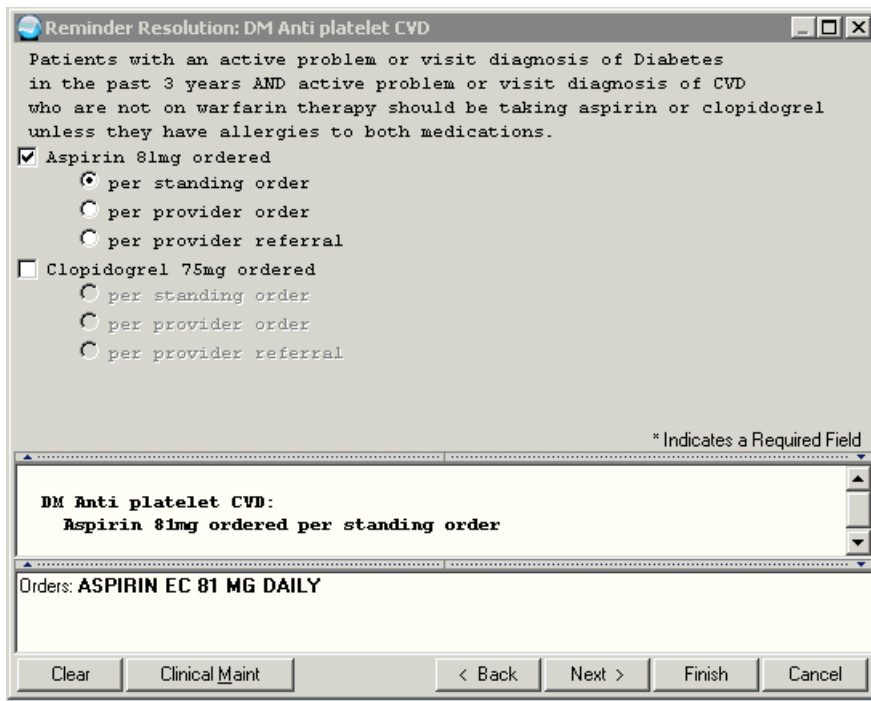 Reminder Resolution: DM Anti platelet CVD
Patients with an active problem or visit diagnosis of Diabetes
in the past 3 years AND active problem or visit diagnosis of CVD
who are not on warfarin therapy should be taking aspirin or clopidogrel
unless they have allergies to both medications.
Aspirin 81mg ordered
per standing order
per provider order
per provider referral
Clopidogrel 75mg ordered
per standing order
per provider order
per provider referral
* Indicates a Required Field
DM Anti platelet CVD:
Aspirin 81mg ordered per standing order
Orders: ASPIRIN EC 81 MG DAILY
Clear Clinical Maint < Back Next > Finish Cancel